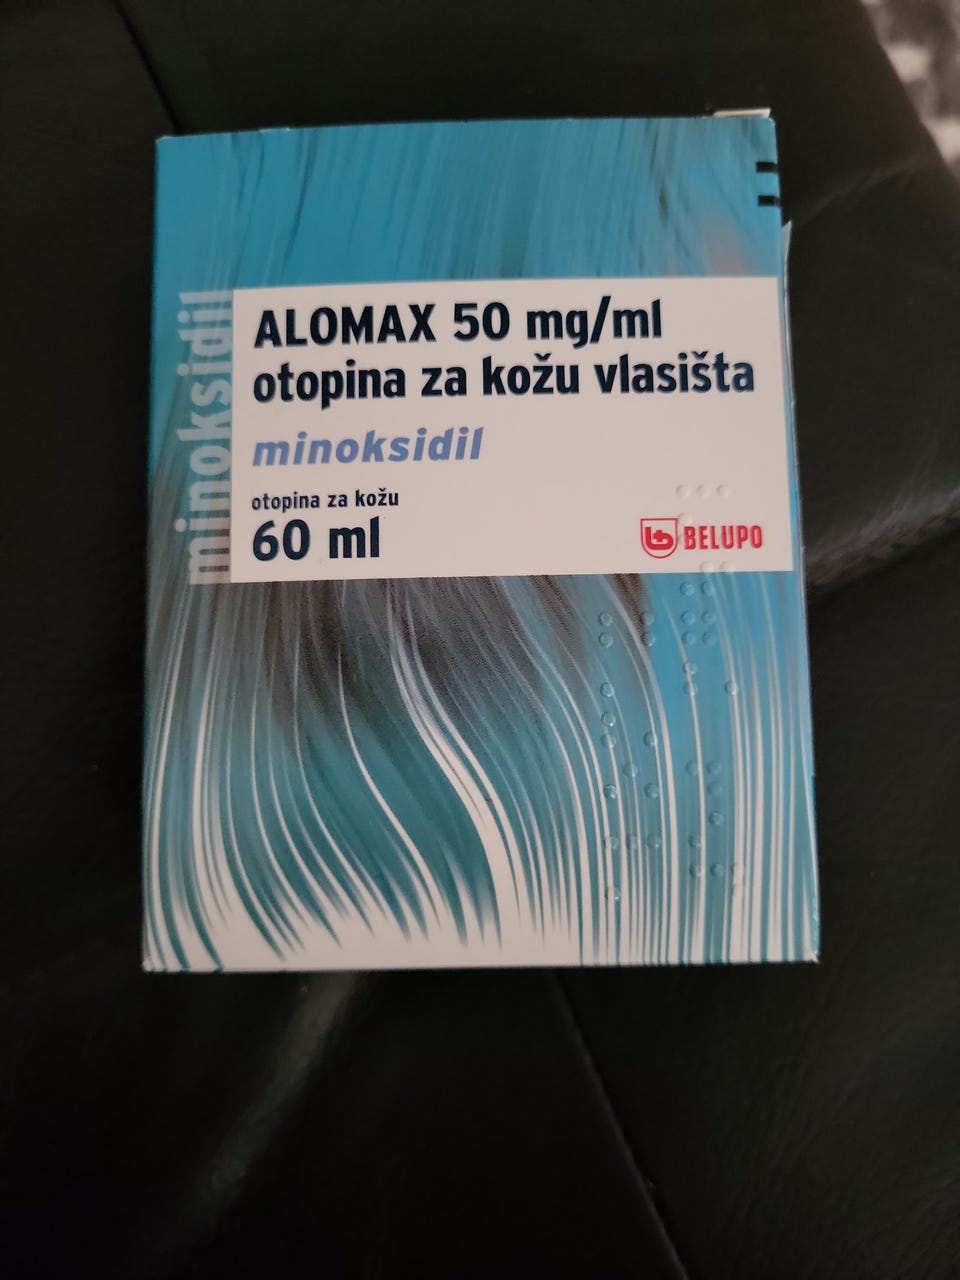 minoksidil
ALOMAX 50 mg/ml
otopina za kožu vlasišta
minoksidil
otopina za kožu
60 ml
BELUPO